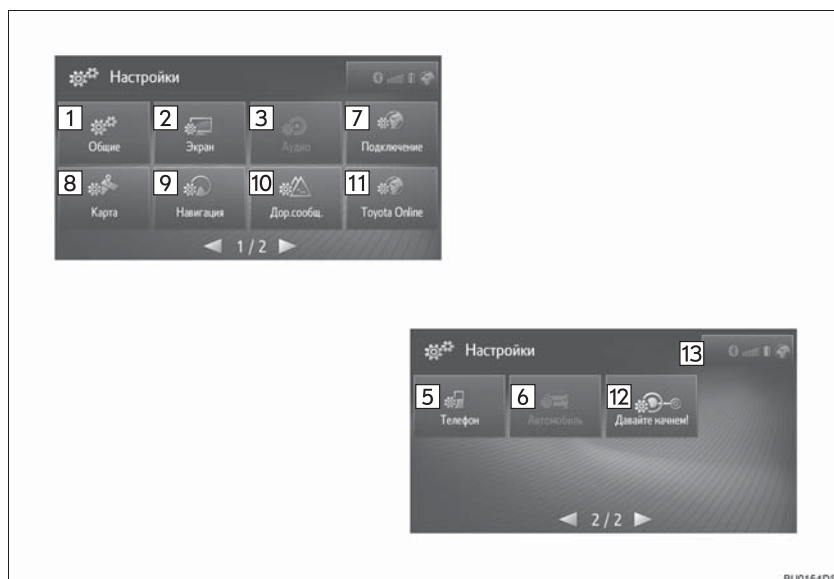 Настройки
1 2 3 7
Общие Экран Аудио Подключение
8 9 10 11
Карта Навигация Дор.сообщ. Toyota Online
1 / 2
Настройки 13
5 6 12
Телефон Автомобиль Давайте начнем!
2 / 2